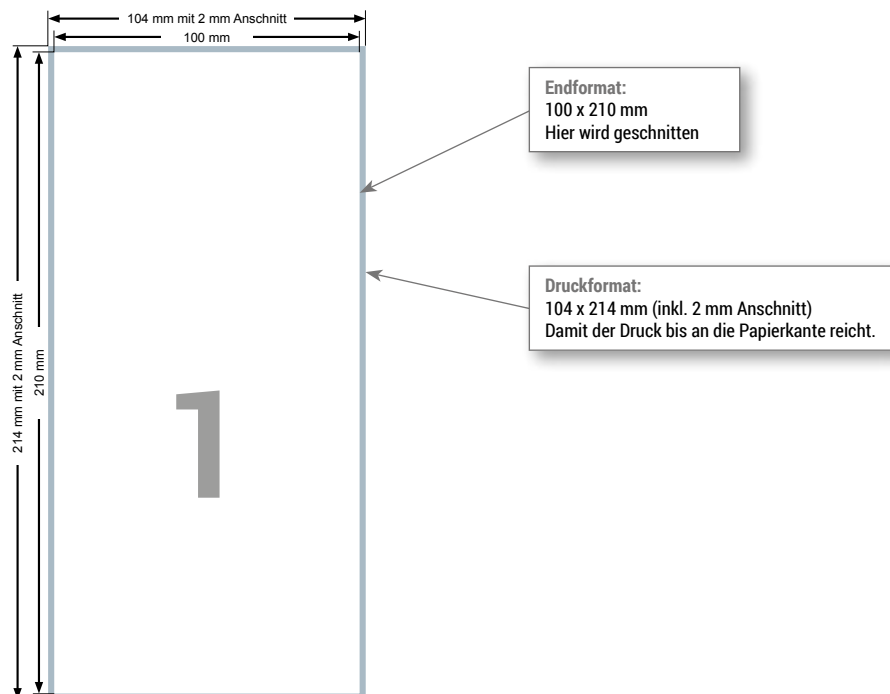 104 mm mit 2 mm Anschnitt
100 mm
Endformat:
100 x 210 mm
Hier wird geschnitten
Druckformat:
104 x 214 mm (inkl. 2 mm Anschnitt)
Damit der Druck bis an die Papierkante reicht.
214 mm mit 2 mm Anschnitt
210 mm
1